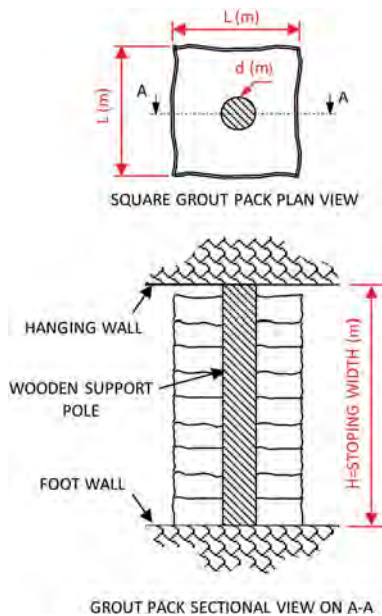 L (m)
d (m)
L (m)
A
A
SQUARE GROUT PACK PLAN VIEW
HANGING WALL
WOODEN SUPPORT
POLE
H=STOPING WIDTH (m)
FOOT WALL
GROUT PACK SECTIONAL VIEW ON A-A